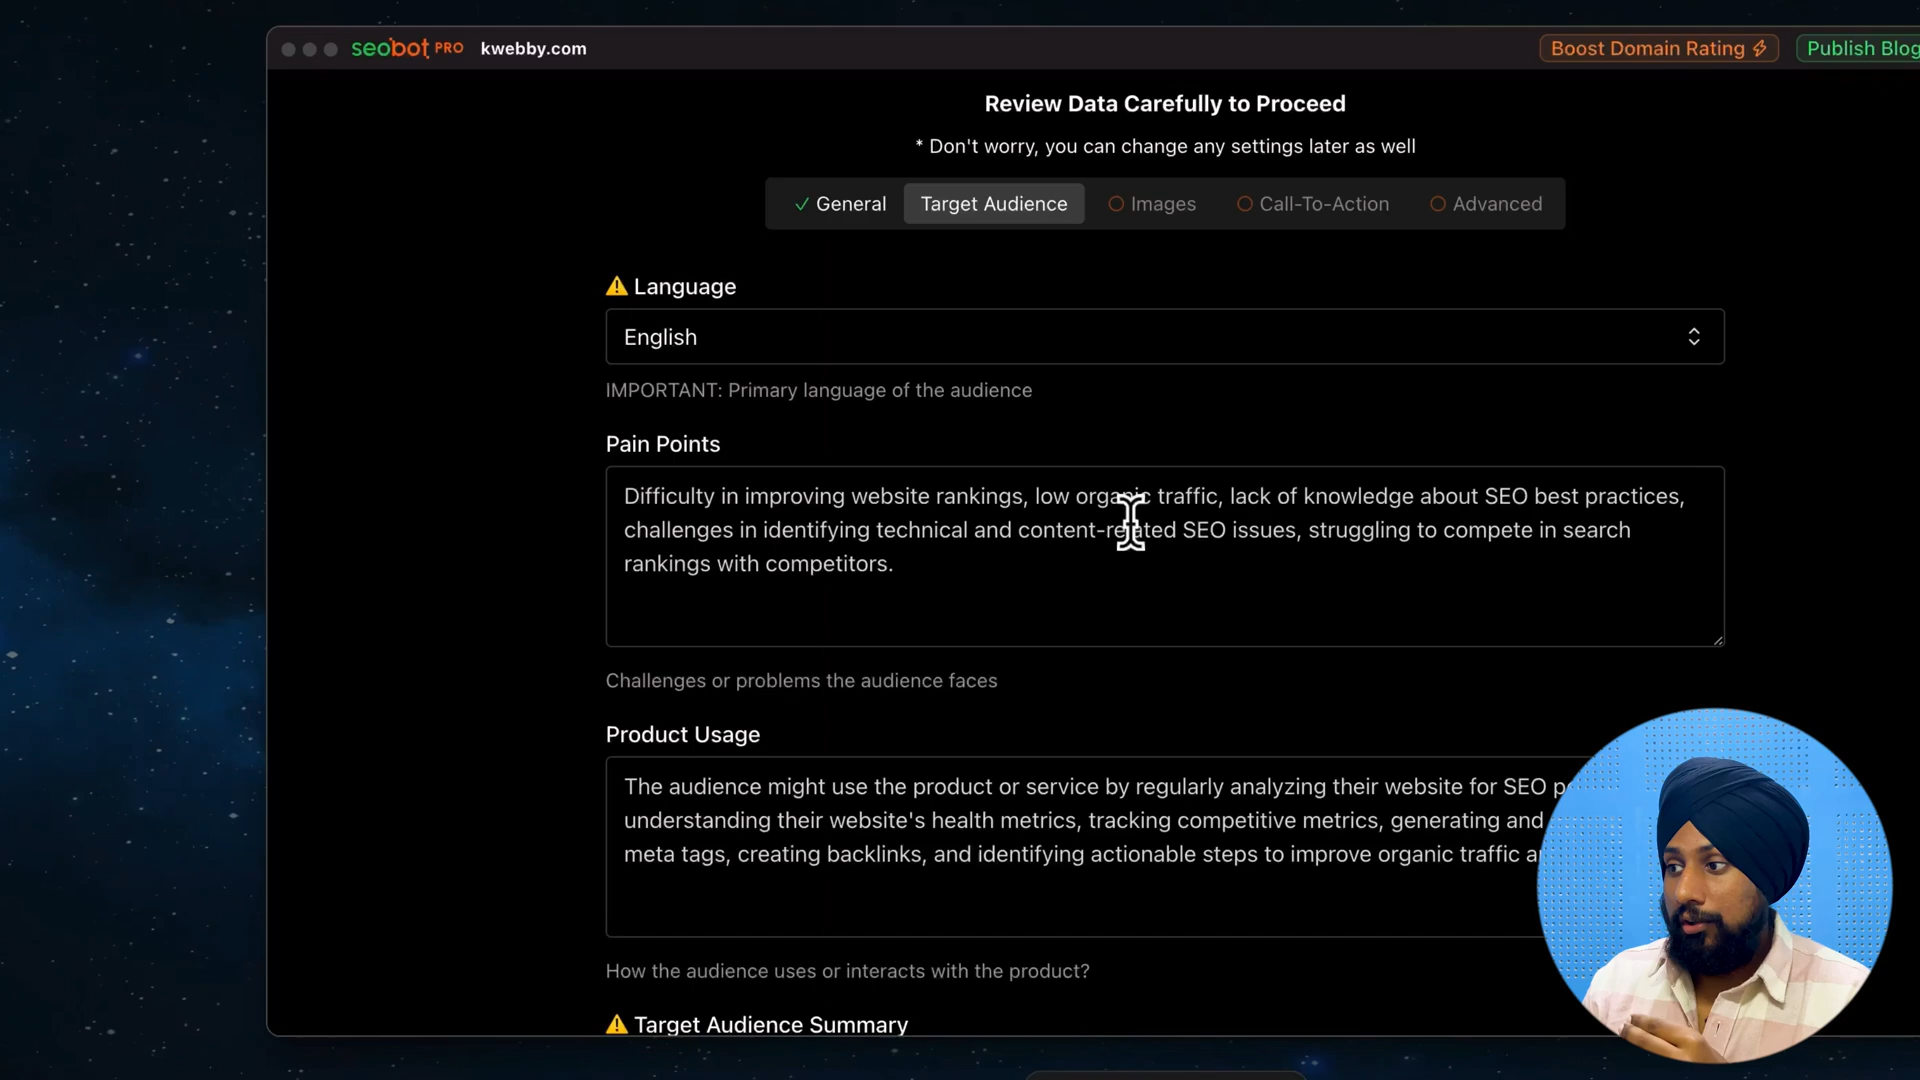 seobot PRO kwebby.com Boost Domain Rating Publish Blog
Review Data Carefully to Proceed
* Don't worry, you can change any settings later as well
General Target Audience Images Call-To-Action Advanced
Language
English
IMPORTANT: Primary language of the audience
Pain Points
Difficulty in improving website rankings, low organic traffic, lack of knowledge about SEO best practices,
challenges in identifying technical and content-related SEO issues, struggling to compete in search
rankings with competitors.
Challenges or problems the audience faces
Product Usage
The audience might use the product or service by regularly analyzing their website for SEO
understanding their website's health metrics, tracking competitive metrics, generating and
meta tags, creating backlinks, and identifying actionable steps to improve organic traffic
How the audience uses or interacts with the product?
Target Audience Summary